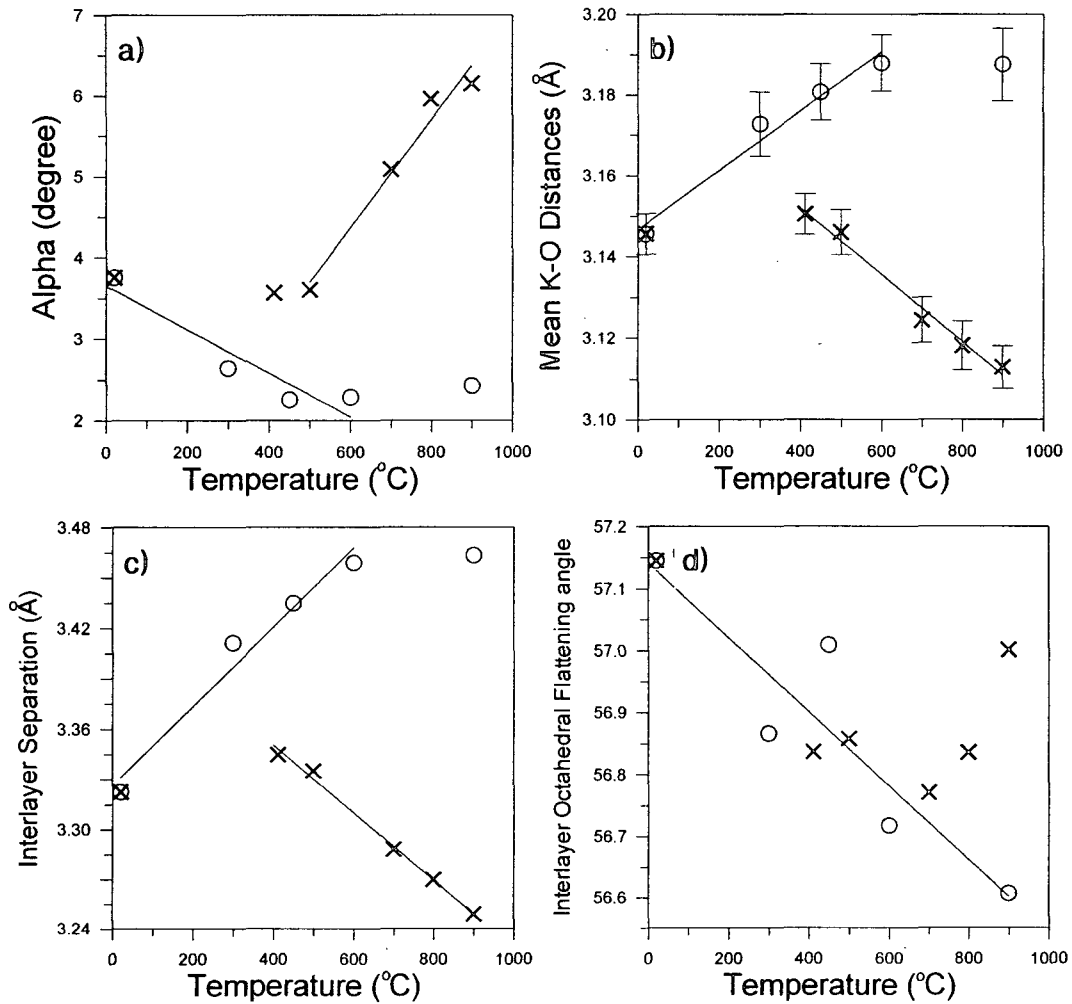 a)
7
6
5
4
3
2
Alpha (degree)
0 200 400 600 800 1000
Temperature (°C)
b)
3.20
3.18
3.16
3.14
3.12
3.10
Mean K-O Distances (Å)
0 200 400 600 800 1000
Temperature (°C)
c)
3.48
3.42
3.36
3.30
3.24
Interlayer Separation (Å)
0 200 400 600 800 1000
Temperature (°C)
d)
57.2
57.1
57.0
56.9
56.8
56.7
56.6
Interlayer Octahedral Flattening angle
0 200 400 600 800 1000
Temperature (°C)